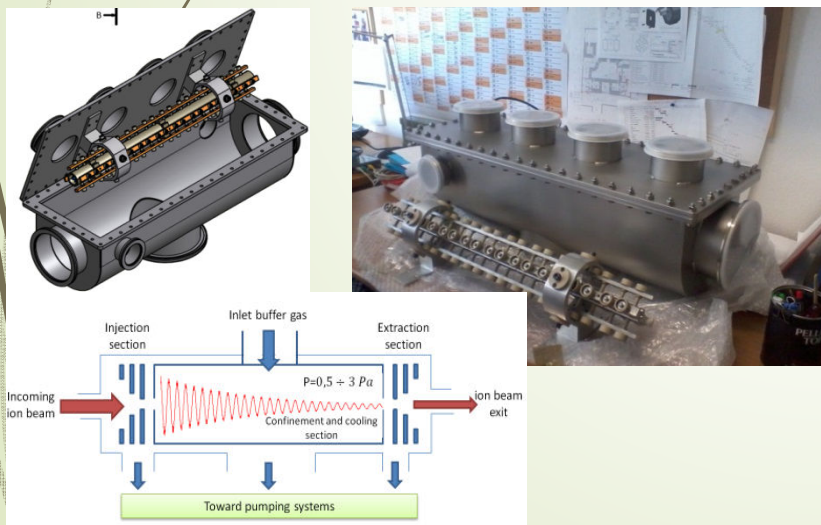 B
Inlet buffer gas
Injection
section
Extraction
section
P=0,5 ÷ 3 Pa
Incoming
ion beam
ion beam
exit
Confinement and cooling
section
Toward pumping systems